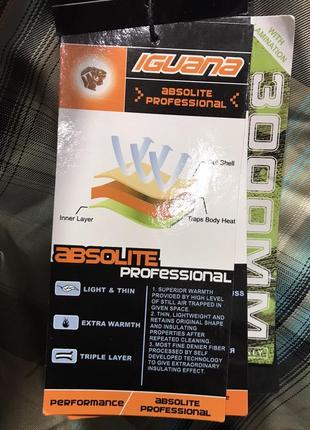 IGUANA
ABSOLITE
PROFESSIONAL
Shell
Inner Layer
Traps Body Heat
ABSOLITE
PROFESSIONAL
LIGHT & THIN
EXTRA WARMTH
TRIPLE LAYER
1. SUPERIOR WARMTH
PROVIDED BY HIGH LEVEL
OF STILL AIR TRAPPED IN
GIVEN SPACE.
2. THIN, LIGHTWEIGHT AND
RETAINS ORIGINAL SHAPE
AND INSULATING
PROPERTIES AFTER
REPEATED CLEANING.
3. MOST FINE DENIER FIBER
PROCESSED BY SELF
DEVELOPED TECHNOLOGY
TO GIVE EXTRAORDINARY
INSULATING EFFECT.
PERFORMANCE
ABSOLITE
PROFESSIONAL
WITH
3000MM